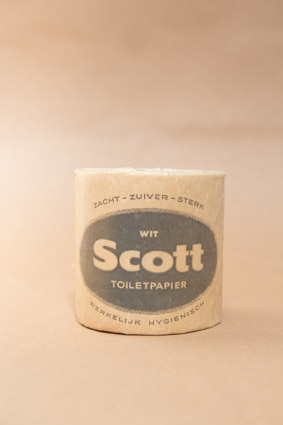 ZACHT - ZUIVER - STERK
WIT
Scott
TOILETPAPIER
WERKELIJK HYGIENISCH